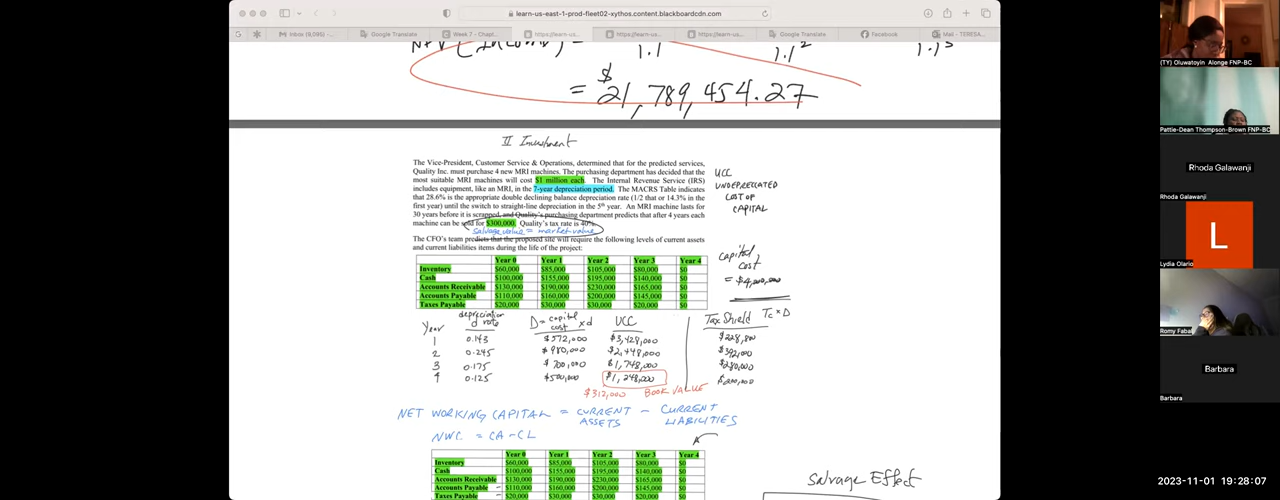 learn-us-east-1-prod-fleet02-xythos.content.blackboardcdn.com
Inbox (9,095)
Google Translate
Week 7 - Chapt
https://learn-us
https://learn-us
https://learn-us
Google Translate
Facebook
Mail - TERESA
1.1
1.1²
1.1³
= $21,789,454.27
II Investment
The Vice-President, Customer Service & Operations, determined that for the predicted services,
Quality Inc. must purchase 4 new MRI machines. The purchasing department has decided that the
most suitable MRI machines will cost $1 million each. The Internal Revenue Service (IRS)
includes equipment, like an MRI, in the 7-year depreciation period. The MACRS Table indicates
that 28.6% is the appropriate double declining balance depreciation rate (1/2 that or 14.3% in the
first year) until the switch to straight-line depreciation in the 5th year. An MRI machine lasts for
30 years before it is scrapped, and Quality's purchasing department predicts that after 4 years each
machine can be sold for $300,000. Quality's tax rate is 40%.
salvage value = market value
UCC
UNDEPRECIATED
COST OF
CAPITAL
The CFO's team predicts that the proposed site will require the following levels of current assets
and current liabilities items during the life of the project:
Year 0 Year 1 Year 2 Year 3 Year 4
Inventory $60,000 $85,000 $105,000 $80,000 $0
Cash $100,000 $155,000 $195,000 $140,000 $0
Accounts Receivable $130,000 $190,000 $230,000 $165,000 $0
Accounts Payable $110,000 $160,000 $200,000 $145,000 $0
Taxes Payable $20,000 $30,000 $30,000 $20,000 $0
capital
cost
= $4,000,000
Year depreciation d rate D = capital cost x d UCC Tax Shield Tc x D
1 0.143 $572,000 $3,428,000 $228,800
2 0.245 $980,000 $2,448,000 $392,000
3 0.175 $700,000 $1,748,000 $280,000
4 0.125 $500,000 $1,248,000 $200,000
$312,000 BOOK VALUE
NET WORKING CAPITAL = CURRENT ASSETS - CURRENT LIABILITIES
NWC = CA - CL
Year 0 Year 1 Year 2 Year 3 Year 4
Inventory $60,000 $85,000 $105,000 $80,000 $0
Cash $100,000 $155,000 $195,000 $140,000 $0
Accounts Receivable $130,000 $190,000 $230,000 $165,000 $0
Accounts Payable - $110,000 $160,000 $200,000 $145,000 $0
Taxes Payable - $20,000 $30,000 $30,000 $20,000 $0
Salvage Effect
(TY) Oluwatoyin Alonge FNP-BC
Pattie-Dean Thompson-Brown FNP-BC
Rhoda Galawanji
Rhoda Galawanji
L
Lydia Olario
Romy Fabal
Barbara
Barbara
2023-11-01 19:28:07